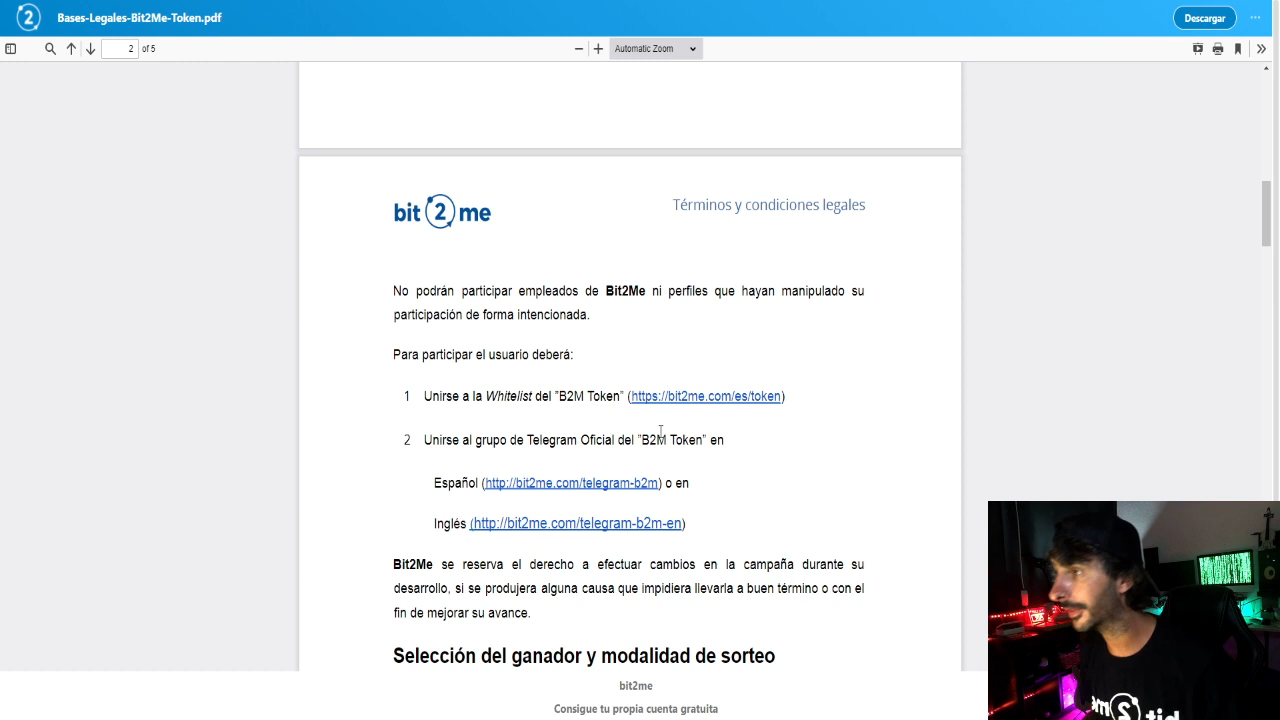 2 Bases-Legales-Bit2Me-Token.pdf Descargar ...
2 of 5 Automatic Zoom
bit 2 me Términos y condiciones legales
No podrán participar empleados de Bit2Me ni perfiles que hayan manipulado su
participación de forma intencionada.
Para participar el usuario deberá:
1 Unirse a la Whitelist del "B2M Token" (https://bit2me.com/es/token)
2 Unirse al grupo de Telegram Oficial del "B2M Token" en
Español (http://bit2me.com/telegram-b2m) o en
Inglés (http://bit2me.com/telegram-b2m-en)
Bit2Me se reserva el derecho a efectuar cambios en la campaña durante su
desarrollo, si se produjera alguna causa que impidiera llevarla a buen término o con el
fin de mejorar su avance.
Selección del ganador y modalidad de sorteo
bit2me
Consigue tu propia cuenta gratuita